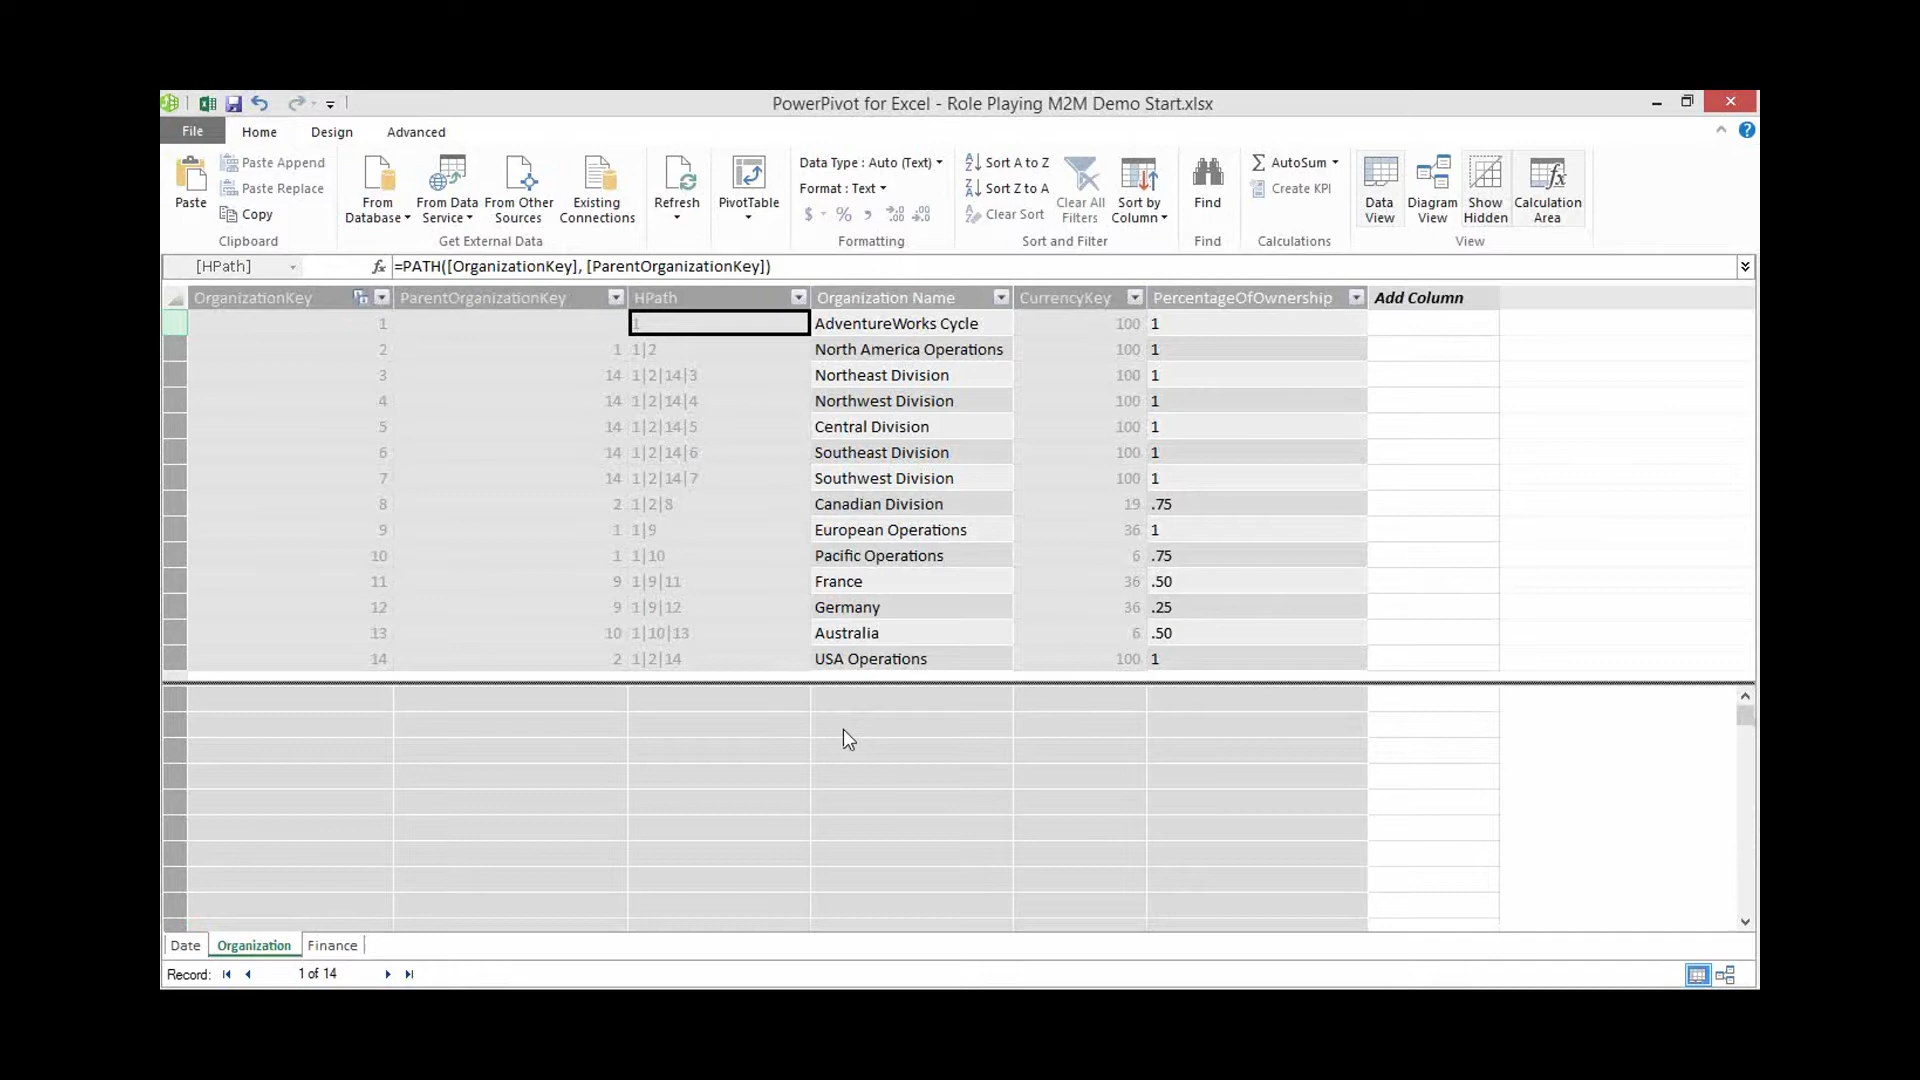 PowerPivot for Excel - Role Playing M2M Demo Start.xlsx
File Home Design Advanced
Paste
Paste Append
Paste Replace
Copy
Clipboard
From Database
From Data Service
From Other Sources
Existing Connections
Get External Data
Refresh
PivotTable
Data Type : Auto (Text)
Format : Text
$ % ,
Formatting
Sort A to Z
Sort Z to A
Clear Sort
Clear All Filters
Sort by Column
Sort and Filter
Find
Find
AutoSum
Create KPI
Calculations
Data View
Diagram View
Show Hidden
Calculation Area
View
[HPath] fx =PATH([OrganizationKey], [ParentOrganizationKey])
OrganizationKey ParentOrganizationKey HPath Organization Name CurrencyKey PercentageOfOwnership Add Column
1 1 AdventureWorks Cycle 100 1
2 1 1|2 North America Operations 100 1
3 14 1|2|14|3 Northeast Division 100 1
4 14 1|2|14|4 Northwest Division 100 1
5 14 1|2|14|5 Central Division 100 1
6 14 1|2|14|6 Southeast Division 100 1
7 14 1|2|14|7 Southwest Division 100 1
8 2 1|2|8 Canadian Division 19 .75
9 1 1|9 European Operations 36 1
10 1 1|10 Pacific Operations 6 .75
11 9 1|9|11 France 36 .50
12 9 1|9|12 Germany 36 .25
13 10 1|10|13 Australia 6 .50
14 2 1|2|14 USA Operations 100 1
Date Organization Finance
Record: 1 of 14